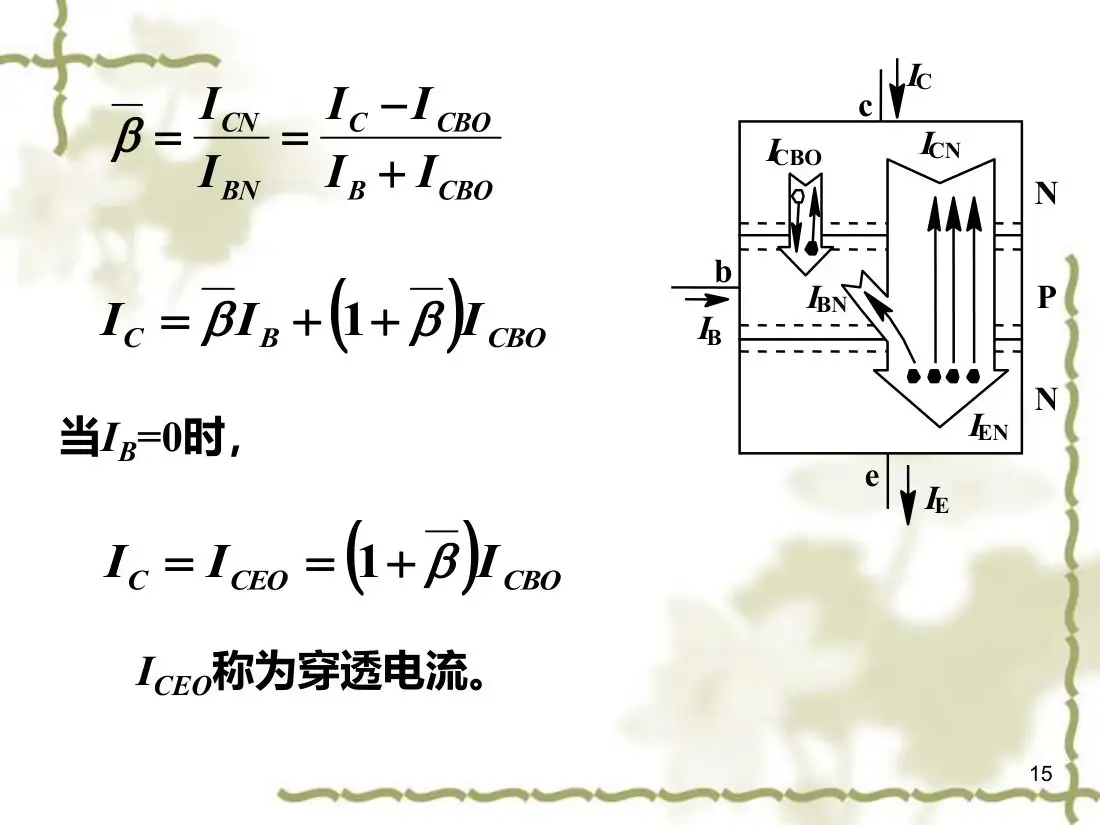 β̅ = I_CN / I_BN = (I_C − I_CBO) / (I_B + I_CBO)
I_C = β̅ I_B + (1 + β̅) I_CBO
当I_B=0时,
I_C = I_CEO = (1 + β̅) I_CBO
I_CEO称为穿透电流。
I_C
c
I_CBO
I_CN
N
b
I_BN
P
I_B
N
I_EN
e
I_E
15